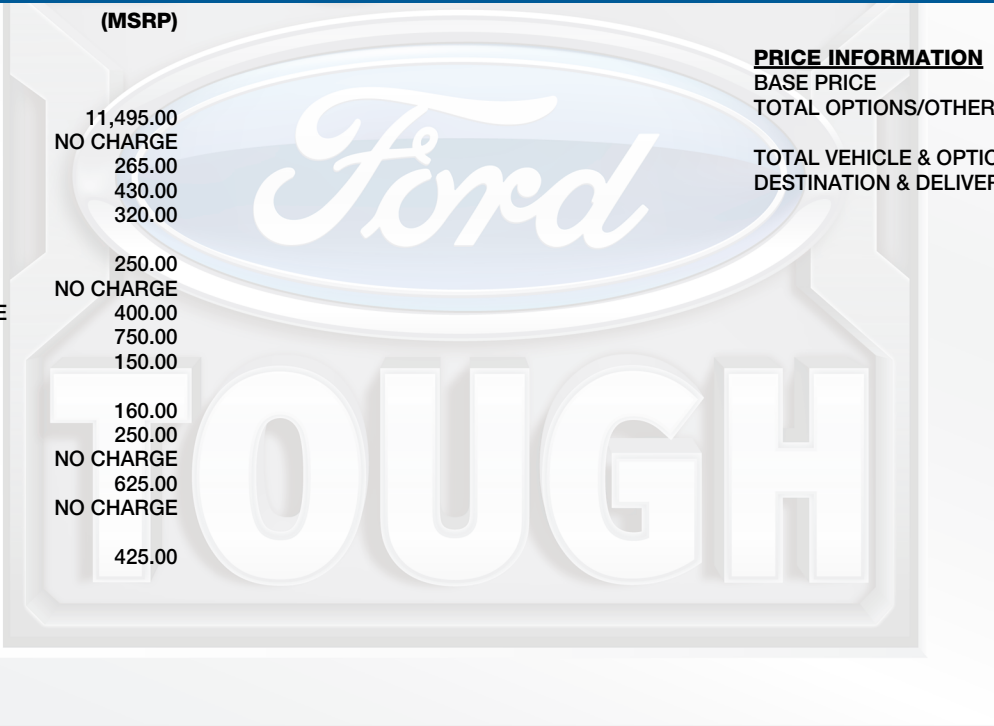 (MSRP)
11,495.00
NO CHARGE
265.00
430.00
320.00
250.00
NO CHARGE
E 400.00
750.00
150.00
160.00
250.00
NO CHARGE
625.00
NO CHARGE
425.00
PRICE INFORMATION
BASE PRICE
TOTAL OPTIONS/OTHER
TOTAL VEHICLE & OPTIO
DESTINATION & DELIVER
Ford
TOUGH